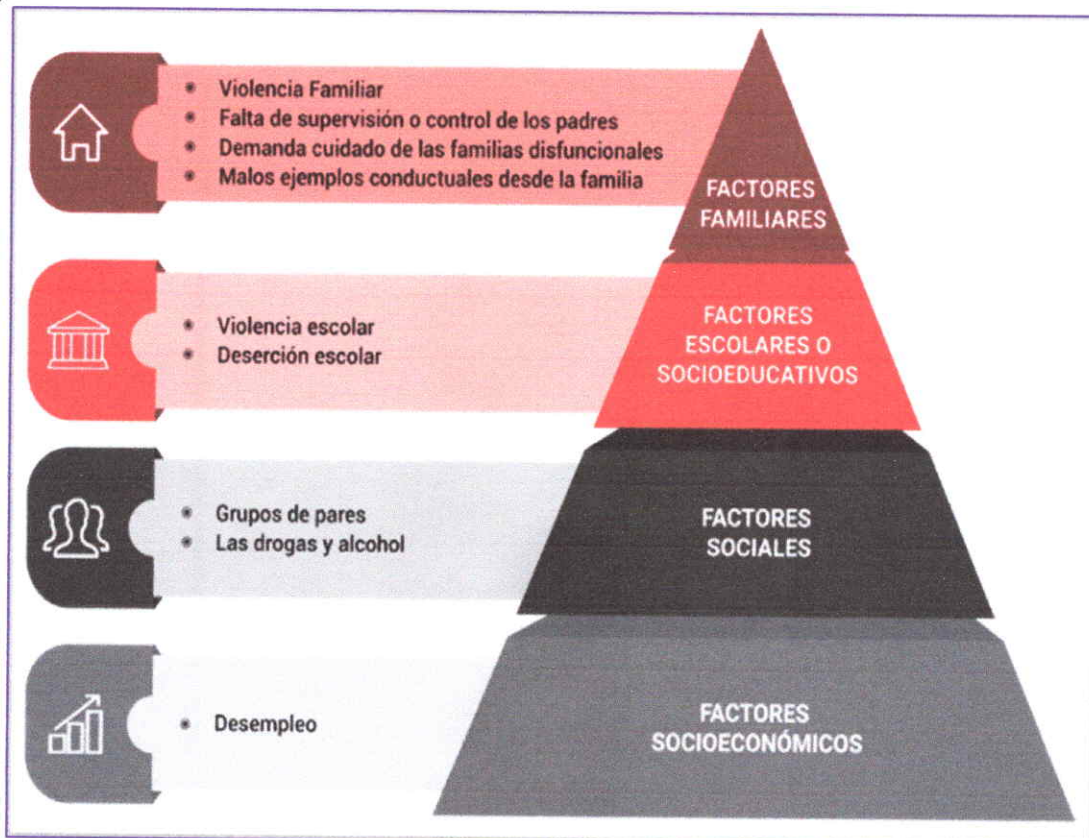 • Violencia Familiar
• Falta de supervisión o control de los padres
• Demanda cuidado de las familias disfuncionales
• Malos ejemplos conductuales desde la familia
FACTORES
FAMILIARES
• Violencia escolar
• Deserción escolar
FACTORES
ESCOLARES O
SOCIOEDUCATIVOS
• Grupos de pares
• Las drogas y alcohol
FACTORES
SOCIALES
• Desempleo
FACTORES
SOCIOECONÓMICOS